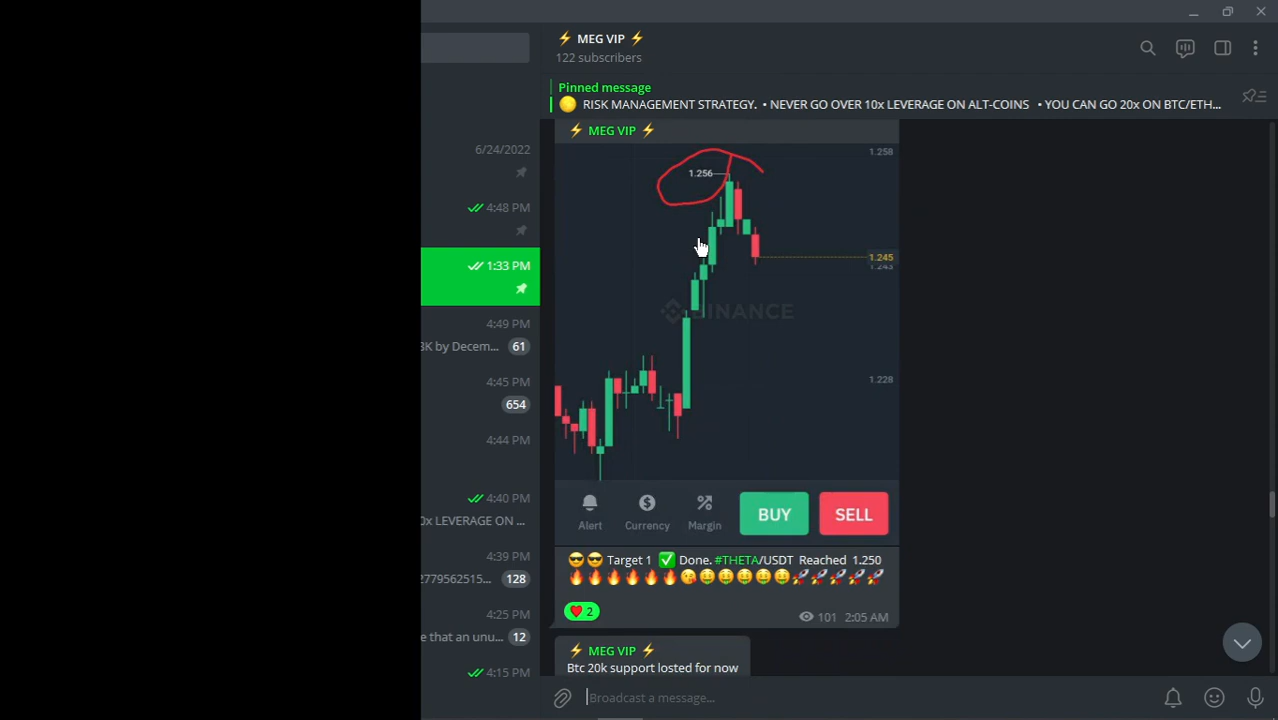 ⚡ MEG VIP ⚡
122 subscribers
Pinned message
🟡 RISK MANAGEMENT STRATEGY. • NEVER GO OVER 10x LEVERAGE ON ALT-COINS • YOU CAN GO 20x ON BTC/ETH...
6/24/2022
4:48 PM
1:33 PM
4:49 PM
3K by Decem... 61
4:45 PM
654
4:44 PM
4:40 PM
0x LEVERAGE ON ...
4:39 PM
2779562515... 128
4:25 PM
e that an unu... 12
4:15 PM
⚡ MEG VIP ⚡
1.258
1.256
1.245
1.243
BINANCE
1.228
Alert
Currency
Margin
BUY
SELL
😎😎 Target 1 ✅ Done. #THETA/USDT Reached 1.250
🔥🔥🔥🔥🔥🔥😘🤑🤑🤑🤑🤑🚀🚀🚀🚀🚀
❤️ 2
101 2:05 AM
⚡ MEG VIP ⚡
Btc 20k support losted for now
Broadcast a message...